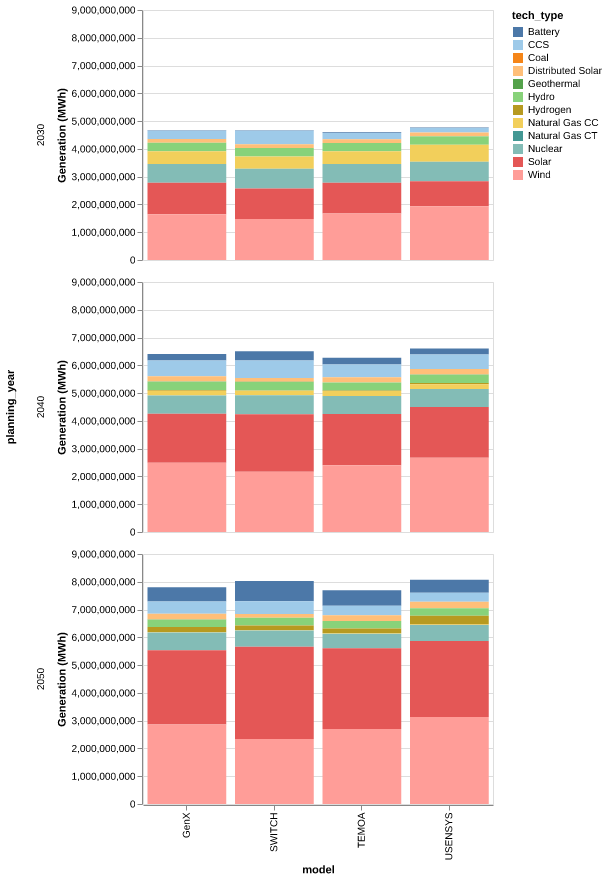 planning_year
2030
Generation (MWh)
9,000,000,000
8,000,000,000
7,000,000,000
6,000,000,000
5,000,000,000
4,000,000,000
3,000,000,000
2,000,000,000
1,000,000,000
0
2040
Generation (MWh)
9,000,000,000
8,000,000,000
7,000,000,000
6,000,000,000
5,000,000,000
4,000,000,000
3,000,000,000
2,000,000,000
1,000,000,000
0
2050
Generation (MWh)
9,000,000,000
8,000,000,000
7,000,000,000
6,000,000,000
5,000,000,000
4,000,000,000
3,000,000,000
2,000,000,000
1,000,000,000
0
GenX
SWITCH
TEMOA
USENSYS
model
tech_type
Battery
CCS
Coal
Distributed Solar
Geothermal
Hydro
Hydrogen
Natural Gas CC
Natural Gas CT
Nuclear
Solar
Wind